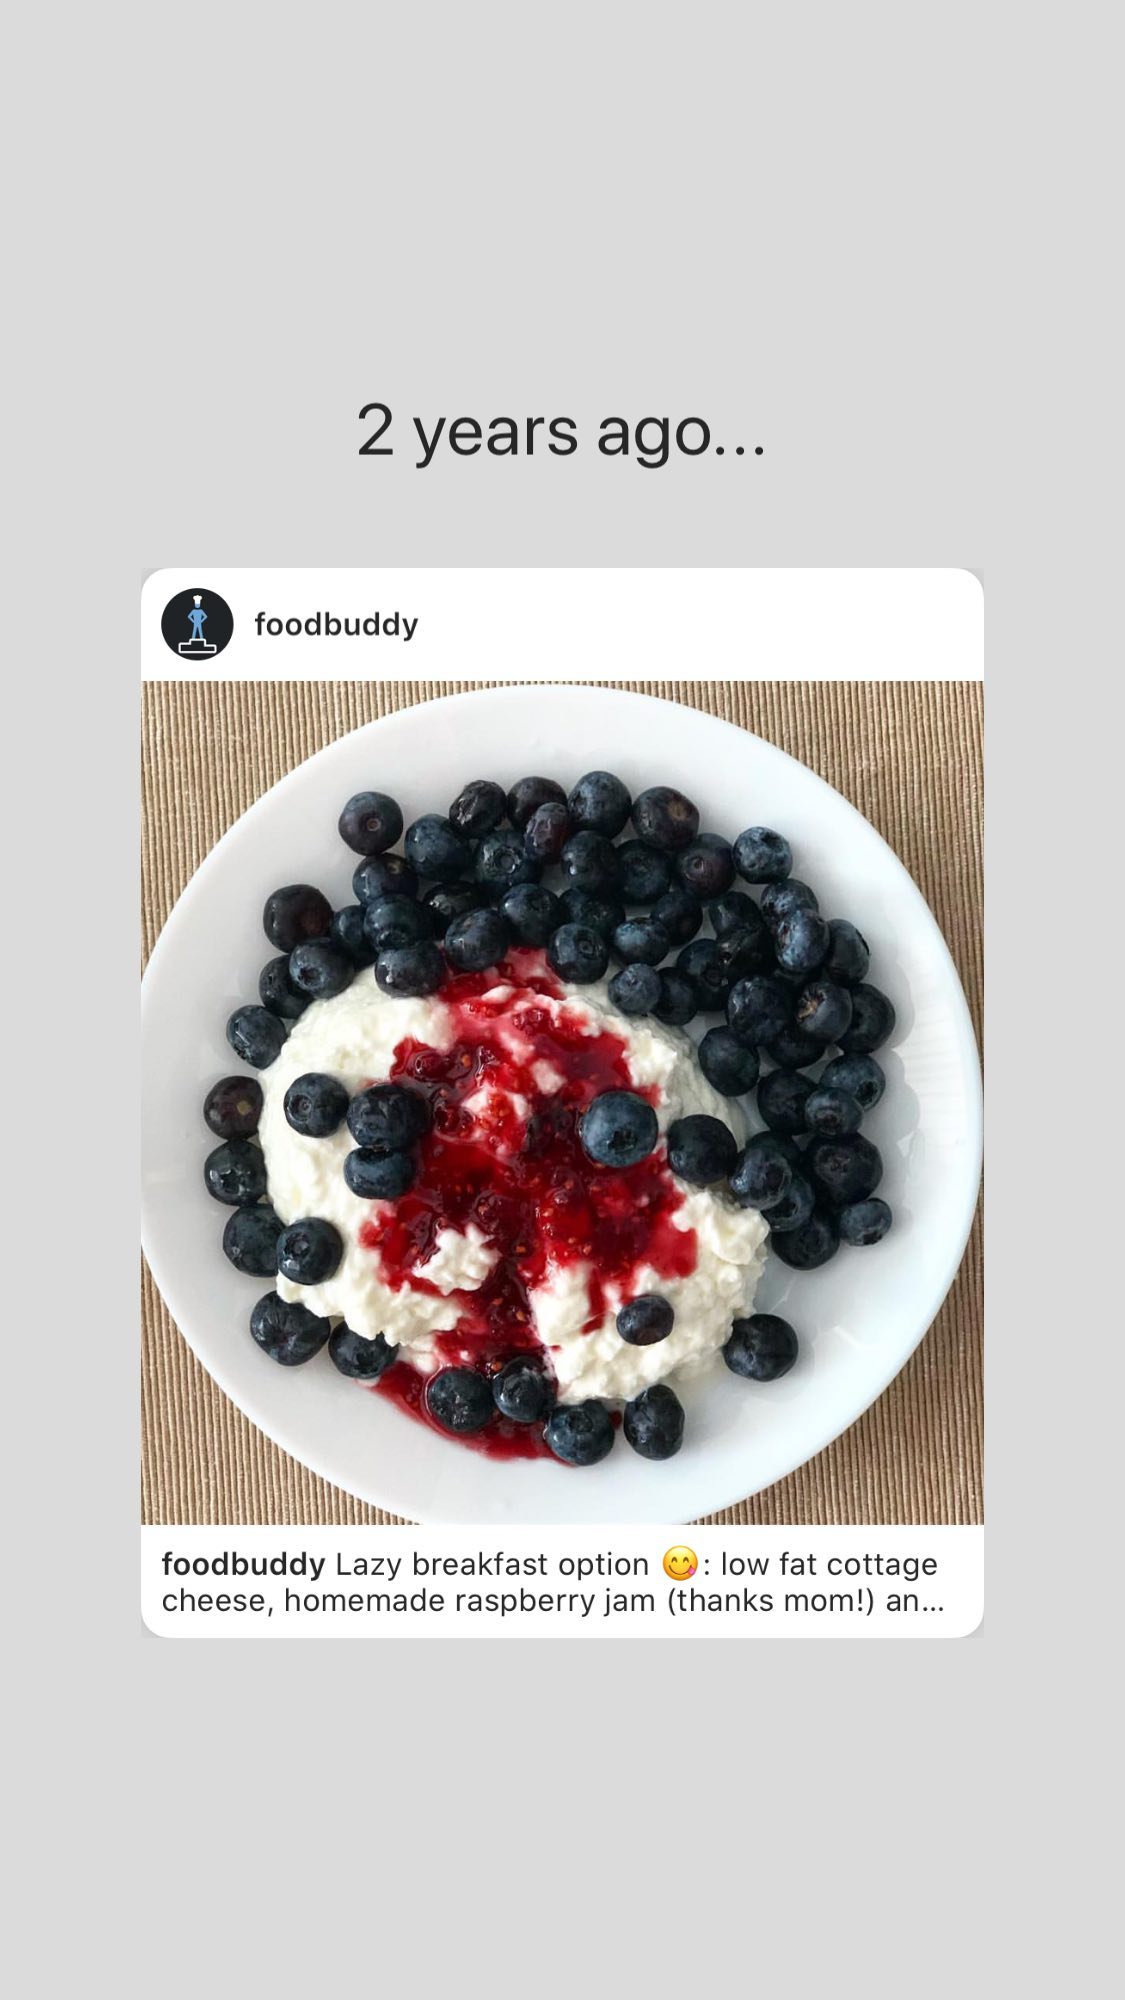 2 years ago...
foodbuddy
foodbuddy Lazy breakfast option 😋: low fat cottage
cheese, homemade raspberry jam (thanks mom!) an...